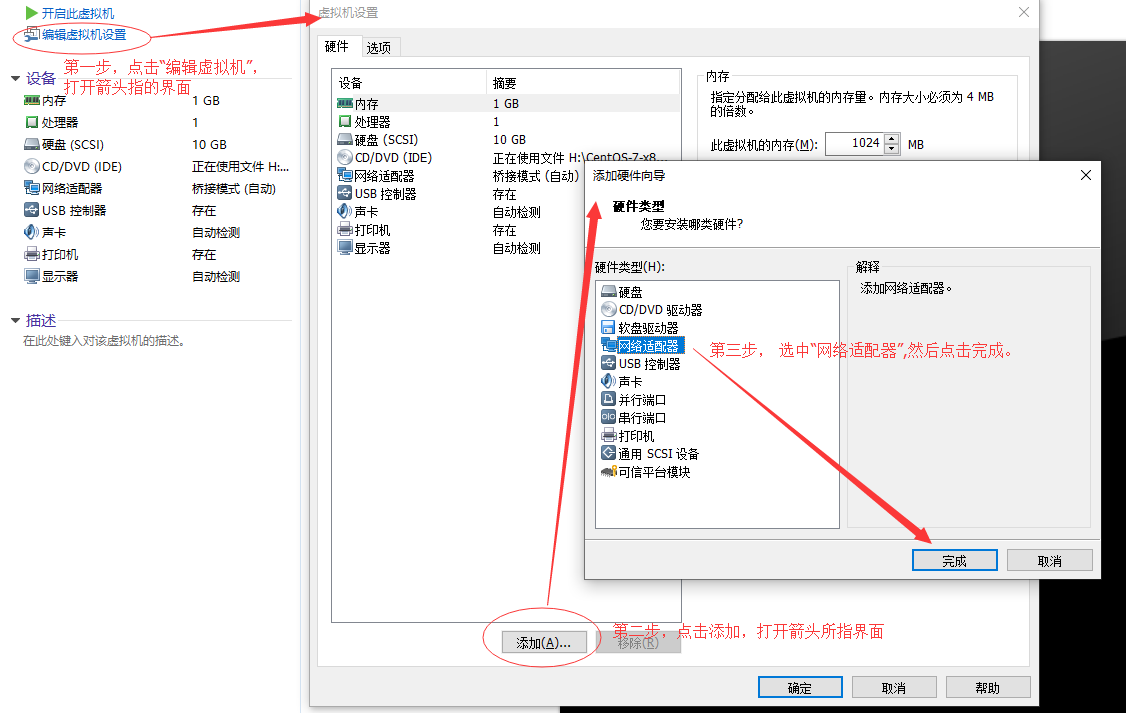 开启此虚拟机
编辑虚拟机设置
第一步，点击“编辑虚拟机”，
打开箭头指的界面
设备
内存 1 GB
处理器 1
硬盘 (SCSI) 10 GB
CD/DVD (IDE) 正在使用文件 H:...
网络适配器 桥接模式 (自动)
USB 控制器 存在
声卡 自动检测
打印机 存在
显示器 自动检测
描述
在此处键入对该虚拟机的描述。
虚拟机设置
硬件 选项
设备 摘要
内存 1 GB
处理器 1
硬盘 (SCSI) 10 GB
CD/DVD (IDE) 正在使用文件 H:\CentOS-7-x8...
网络适配器 桥接模式 (自动)
USB 控制器 存在
声卡 自动检测
打印机 存在
显示器 自动检测
内存
指定分配给此虚拟机的内存量。内存大小必须为 4 MB
的倍数。
此虚拟机的内存(M): 1024 MB
添加硬件向导
硬件类型
您要安装哪类硬件?
硬件类型(H):
硬盘
CD/DVD 驱动器
软盘驱动器
网络适配器
USB 控制器
声卡
并行端口
串行端口
打印机
通用 SCSI 设备
可信平台模块
解释
添加网络适配器。
第三步， 选中“网络适配器”,然后点击完成。
完成 取消
第二步，点击添加，打开箭头所指界面
添加(A)... 移除(R)
确定 取消 帮助